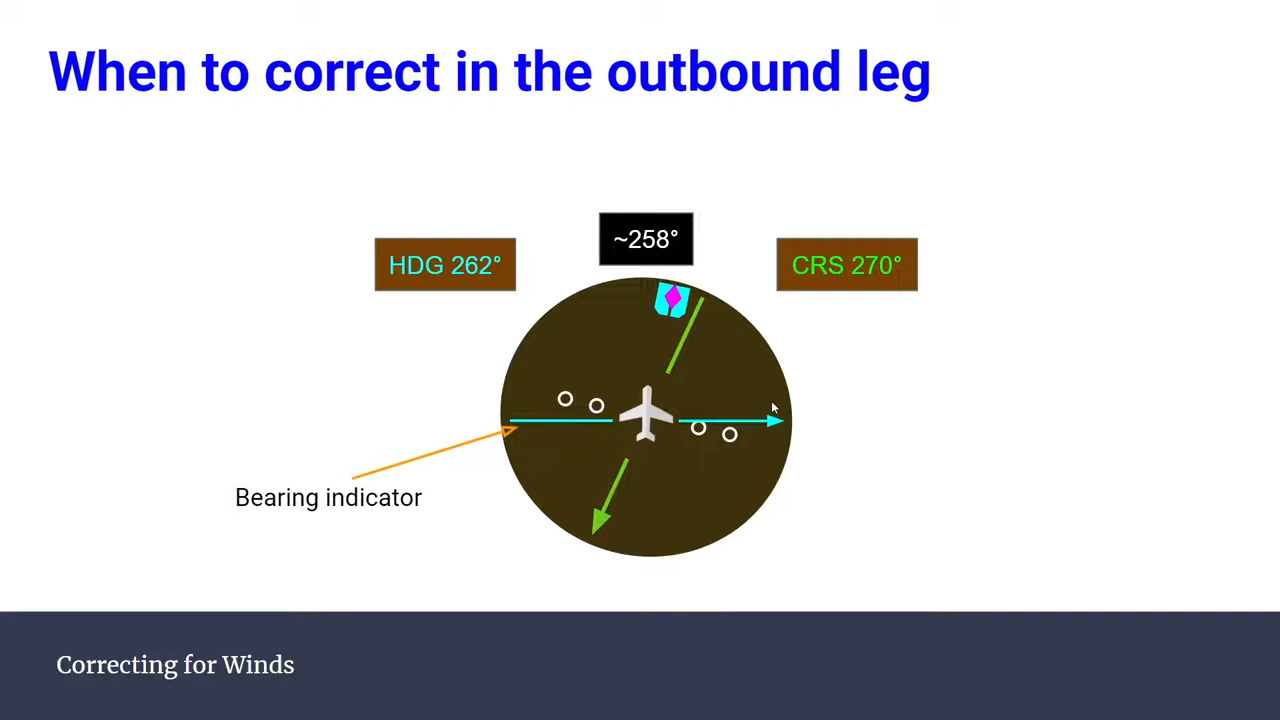 When to correct in the outbound leg
~258°
HDG 262°
CRS 270°
Bearing indicator
Correcting for Winds